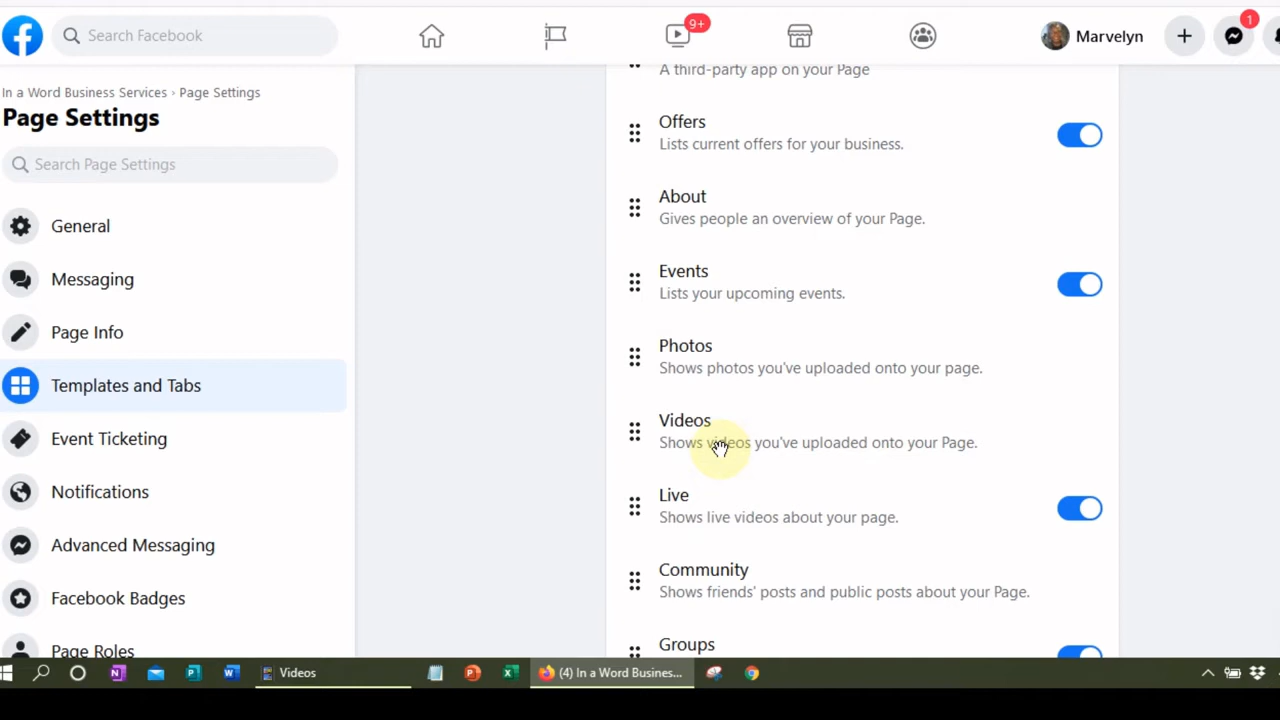 Search Facebook
9+
Marvelyn
1
In a Word Business Services › Page Settings
Page Settings
Search Page Settings
General
Messaging
Page Info
Templates and Tabs
Event Ticketing
Notifications
Advanced Messaging
Facebook Badges
Page Roles
A third-party app on your Page
Offers
Lists current offers for your business.
About
Gives people an overview of your Page.
Events
Lists your upcoming events.
Photos
Shows photos you've uploaded onto your page.
Videos
Shows videos you've uploaded onto your Page.
Live
Shows live videos about your page.
Community
Shows friends' posts and public posts about your Page.
Groups
Videos
(4) In a Word Busines...